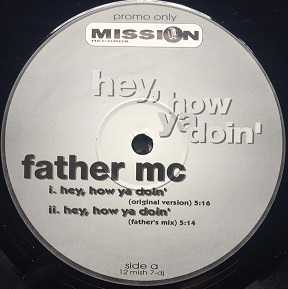 promo only
MISSION
RECORDS
hey, how
ya
doin'
father mc
i. hey, how ya doin'
(original version) 5:16
ii. hey, how ya doin'
(father's mix) 5:14
side a
12 mish 7-dj